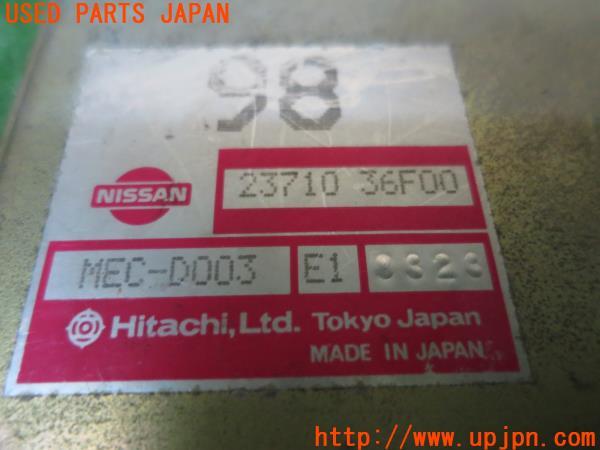 USED PARTS JAPAN
98
NISSAN
23710 36F00
MEC-D003 E1 3323
Hitachi, Ltd. Tokyo Japan
MADE IN JAPAN
http://www.upjpn.com